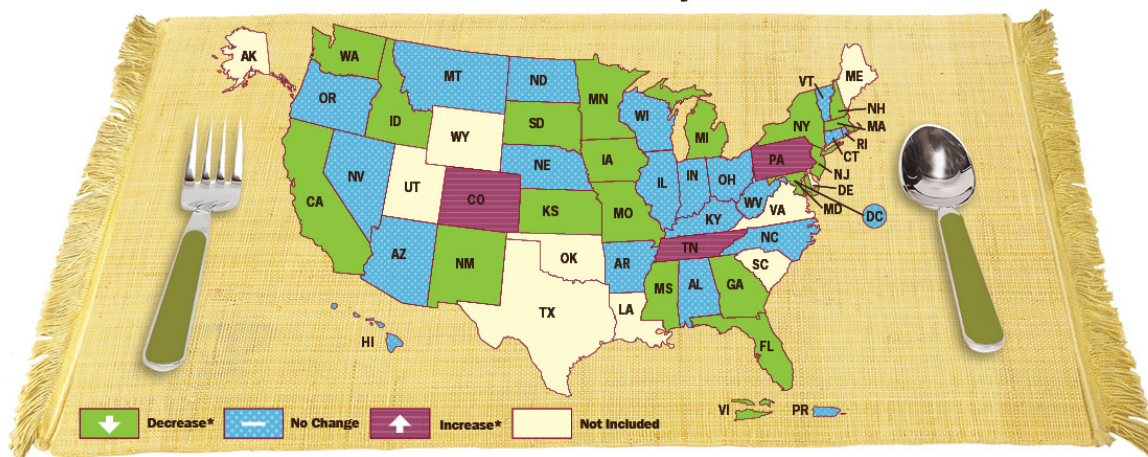 AK
WA
MT
ND
MN
ME
VT
OR
ID
SD
WI
MI
NY
NH
MA
RI
CT
WY
NE
IA
PA
NJ
DE
MD
DC
NV
UT
CO
KS
MO
IL
IN
OH
WV
VA
KY
CA
AZ
NM
OK
AR
TN
NC
SC
MS
AL
GA
TX
LA
FL
HI
VI
PR
Decrease*
No Change
Increase*
Not Included